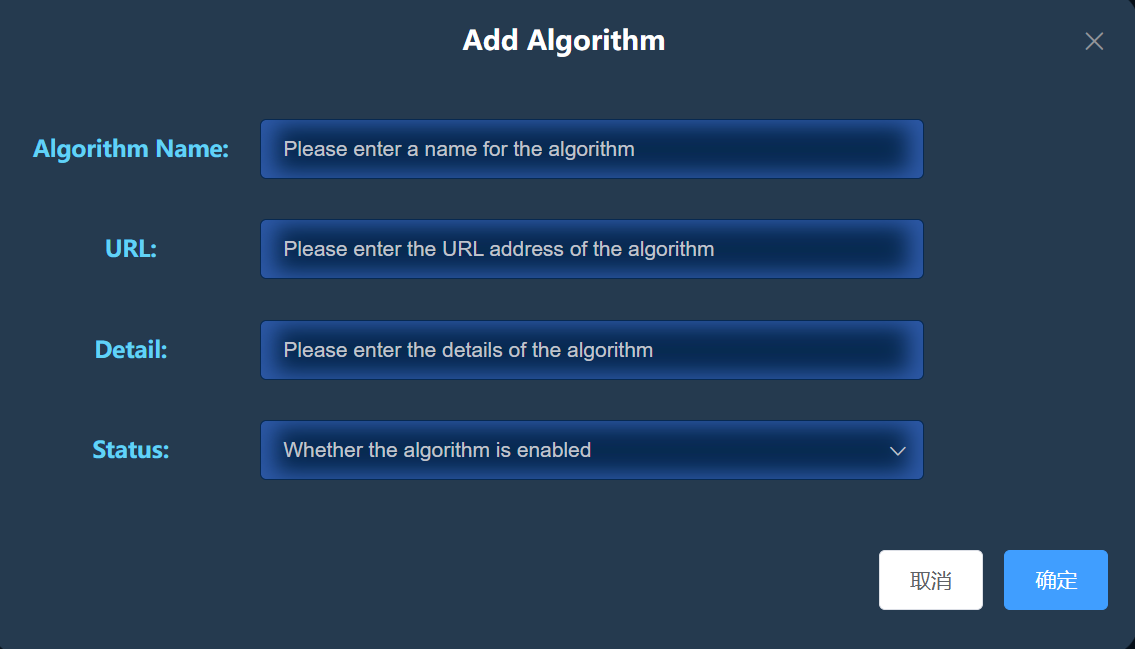 Add Algorithm
Algorithm Name:
Please enter a name for the algorithm
URL:
Please enter the URL address of the algorithm
Detail:
Please enter the details of the algorithm
Status:
Whether the algorithm is enabled
取消
确定